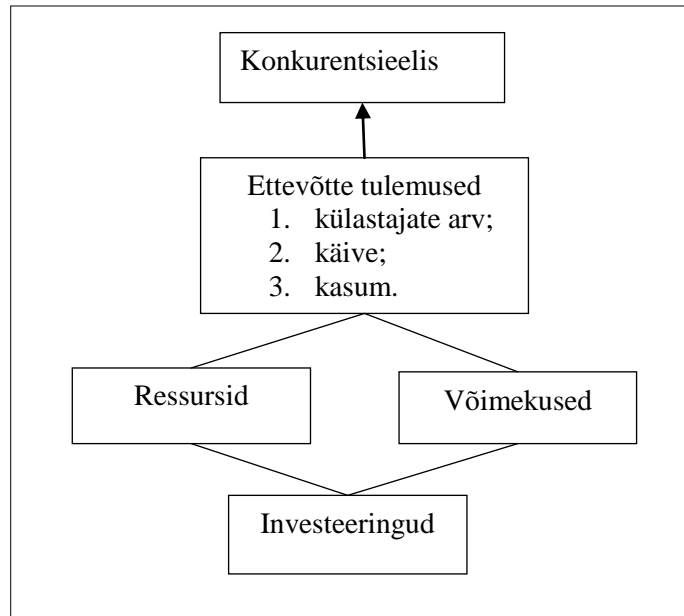 Konkurentsieelis
Ettevõtte tulemused
1. külastajate arv;
2. käive;
3. kasum.
Ressursid
Võimekused
Investeeringud